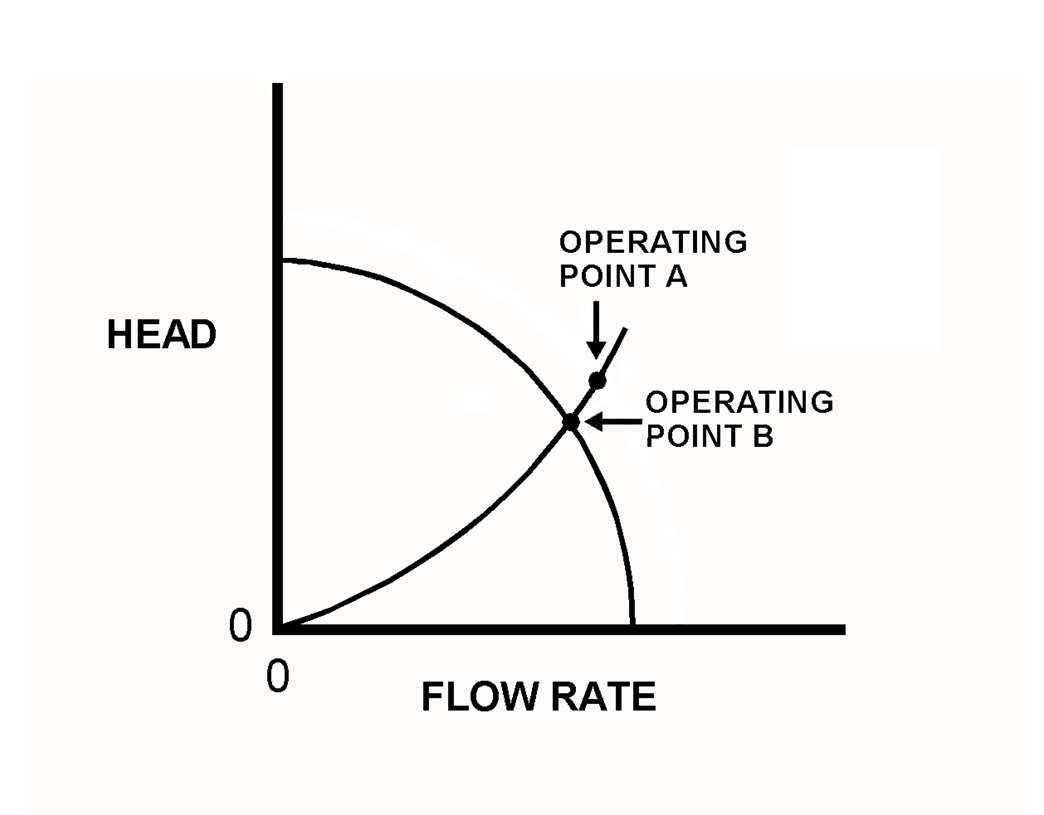 OPERATING
POINT A
HEAD
OPERATING
POINT B
0
0
FLOW RATE